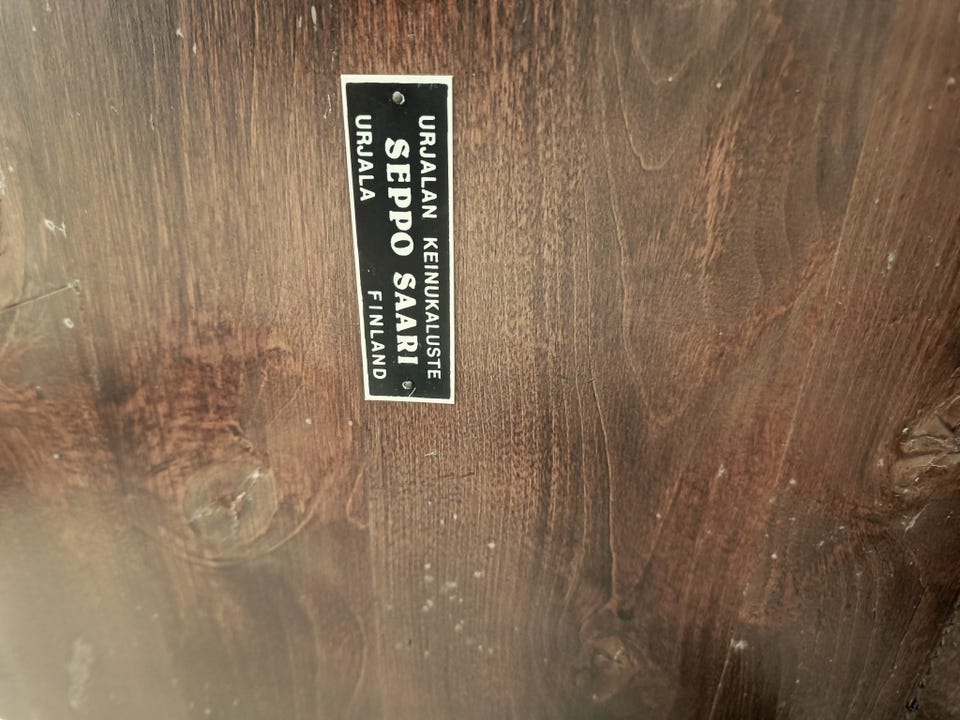 URJALAN KEINUKALUSTE
SEPPO SAARI
URJALA FINLAND